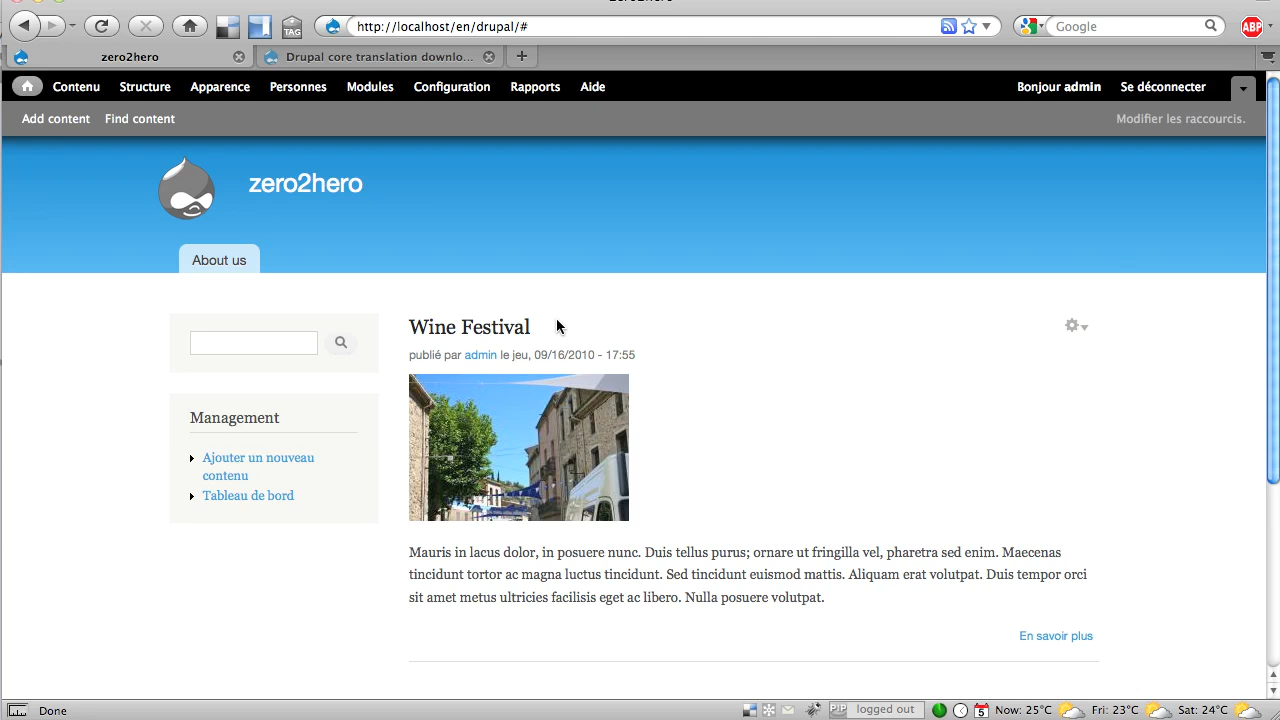 zero2hero
http://localhost/en/drupal/#
Google
ABP
TAG
zero2hero
Drupal core translation downlo...
Contenu Structure Apparence Personnes Modules Configuration Rapports Aide Bonjour admin Se déconnecter
Add content Find content Modifier les raccourcis.
zero2hero
About us
Wine Festival
publié par admin le jeu, 09/16/2010 - 17:55
Management
Ajouter un nouveau
contenu
Tableau de bord
Mauris in lacus dolor, in posuere nunc. Duis tellus purus; ornare ut fringilla vel, pharetra sed enim. Maecenas
tincidunt tortor ac magna luctus tincidunt. Sed tincidunt euismod mattis. Aliquam erat volutpat. Duis tempor orci
sit amet metus ultricies facilisis eget ac libero. Nulla posuere volutpat.
En savoir plus
Done PIP logged out 5 Now: 25°C Fri: 23°C Sat: 24°C